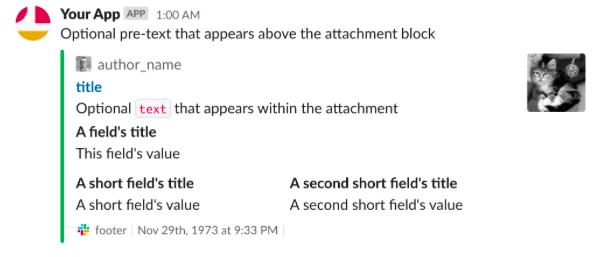 Your App APP 1:00 AM
Optional pre-text that appears above the attachment block
author_name
title
Optional text that appears within the attachment
A field's title
This field's value
A short field's title A second short field's title
A short field's value A second short field's value
footer | Nov 29th, 1973 at 9:33 PM |